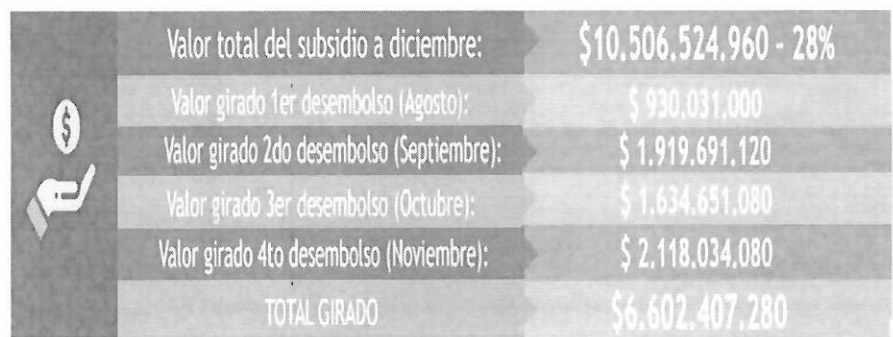 Valor total del subsidio a diciembre: $10.506.524.960 - 28%
Valor girado 1er desembolso (Agosto): $ 930.031.000
Valor girado 2do desembolso (Septiembre): $ 1.919.691.120
Valor girado 3er desembolso (Octubre): $ 1.634.651.080
Valor girado 4to desembolso (Noviembre): $ 2.118.034.080
TOTAL GIRADO $6.602.407.280